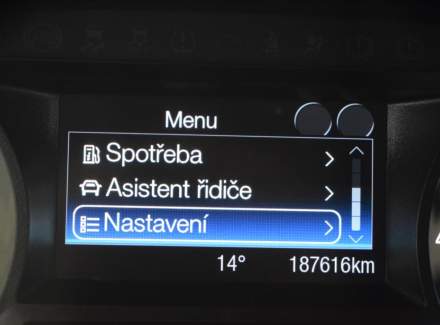 Menu
Spotřeba
Asistent řidiče
Nastavení
14° 187616km